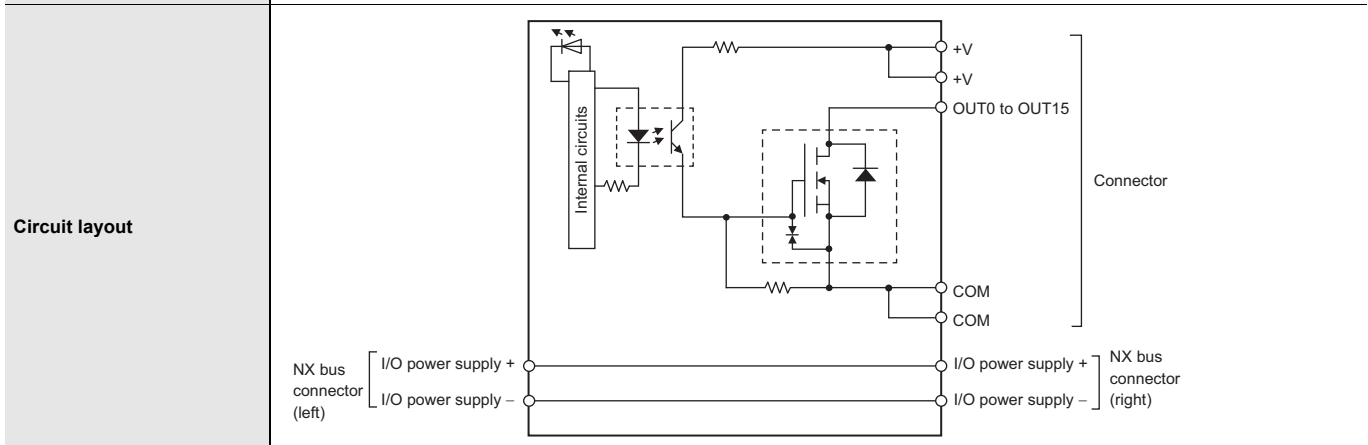 Circuit layout
Internal circuits
+V
+V
OUT0 to OUT15
Connector
COM
COM
NX bus
connector
(left)
I/O power supply +
I/O power supply –
I/O power supply +
I/O power supply –
NX bus
connector
(right)